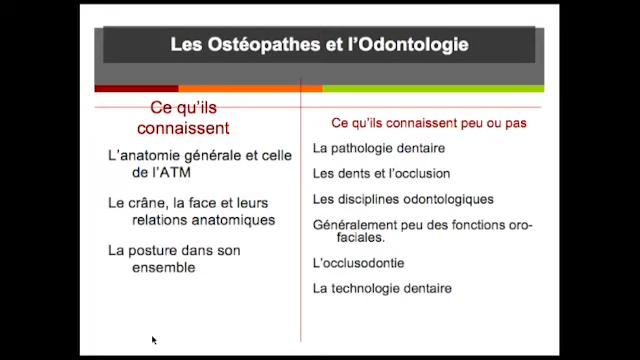 Les Ostéopathes et l'Odontologie
Ce qu'ils
connaissent
L'anatomie générale et celle
de l'ATM
Le crâne, la face et leurs
relations anatomiques
La posture dans son
ensemble
Ce qu'ils connaissent peu ou pas
La pathologie dentaire
Les dents et l'occlusion
Les disciplines odontologiques
Généralement peu des fonctions oro-
faciales.
L'occlusodontie
La technologie dentaire